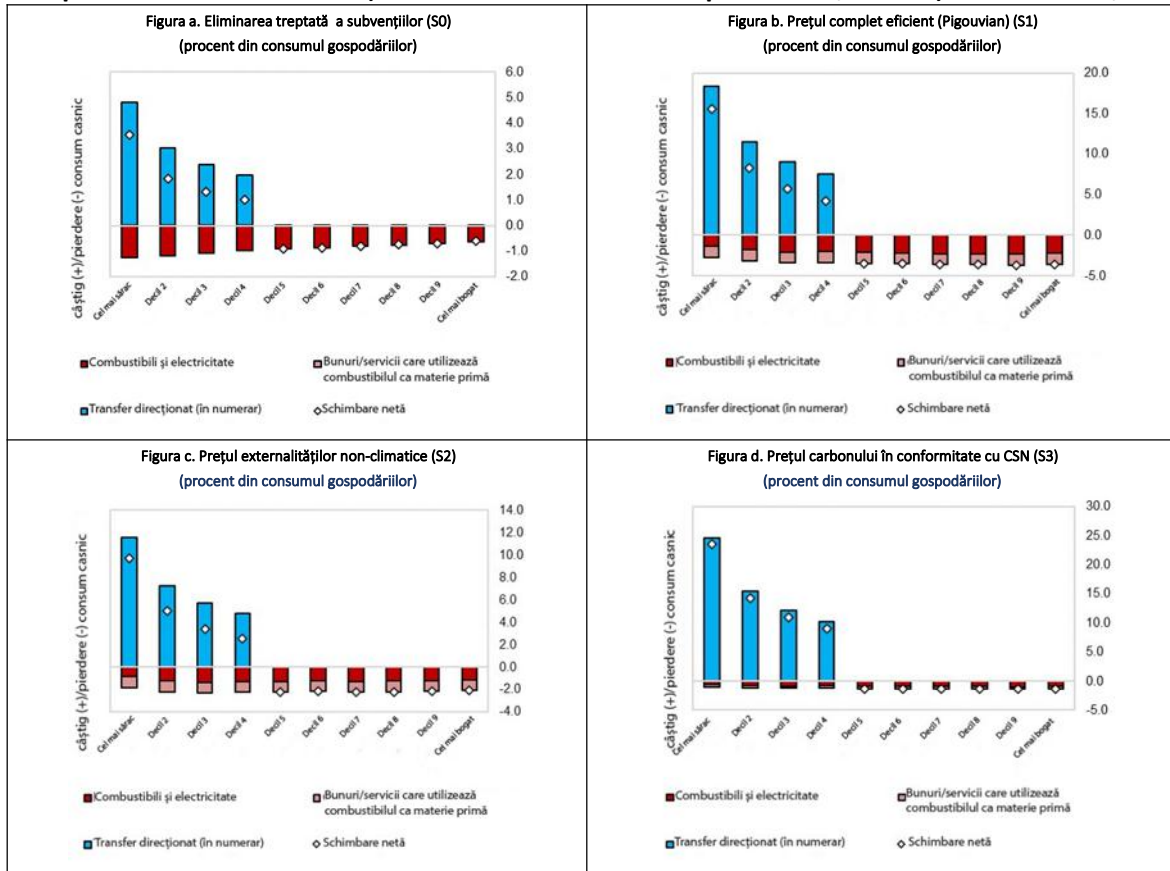 Figura a. Eliminarea treptată a subvențiilor (S0)
(procent din consumul gospodăriilor)
câștig (+)/pierdere (-) consum casnic
6.0
5.0
4.0
3.0
2.0
1.0
0.0
-1.0
-2.0
Cel mai sărac
Decil 2
Decil 3
Decil 4
Decil 5
Decil 6
Decil 7
Decil 8
Decil 9
Cel mai bogat
Combustibili și electricitate
Bunuri/servicii care utilizează
combustibilul ca materie primă
Transfer direcționat (în numerar)
Schimbare netă
Figura b. Prețul complet eficient (Pigouvian) (S1)
(procent din consumul gospodăriilor)
câștig (+)/pierdere (-) consum casnic
20.0
15.0
10.0
5.0
0.0
-5.0
Cel mai sărac
Decil 2
Decil 3
Decil 4
Decil 5
Decil 6
Decil 7
Decil 8
Decil 9
Cel mai bogat
Combustibili și electricitate
Bunuri/servicii care utilizează
combustibilul ca materie primă
Transfer direcționat (în numerar)
Schimbare netă
Figura c. Prețul externalităților non-climatice (S2)
(procent din consumul gospodăriilor)
câștig (+)/pierdere (-) consum casnic
14.0
12.0
10.0
8.0
6.0
4.0
2.0
0.0
-2.0
-4.0
Cel mai sărac
Decil 2
Decil 3
Decil 4
Decil 5
Decil 6
Decil 7
Decil 8
Decil 9
Cel mai bogat
Combustibili și electricitate
Bunuri/servicii care utilizează
combustibilul ca materie primă
Transfer direcționat (în numerar)
Schimbare netă
Figura d. Prețul carbonului în conformitate cu CSN (S3)
(procent din consumul gospodăriilor)
câștig (+)/pierdere (-) consum casnic
30.0
25.0
20.0
15.0
10.0
5.0
0.0
-5.0
Cel mai sărac
Decil 2
Decil 3
Decil 4
Decil 5
Decil 6
Decil 7
Decil 8
Decil 9
Cel mai bogat
Combustibili și electricitate
Bunuri/servicii care utilizează
combustibilul ca materie primă
Transfer direcționat (în numerar)
Schimbare netă